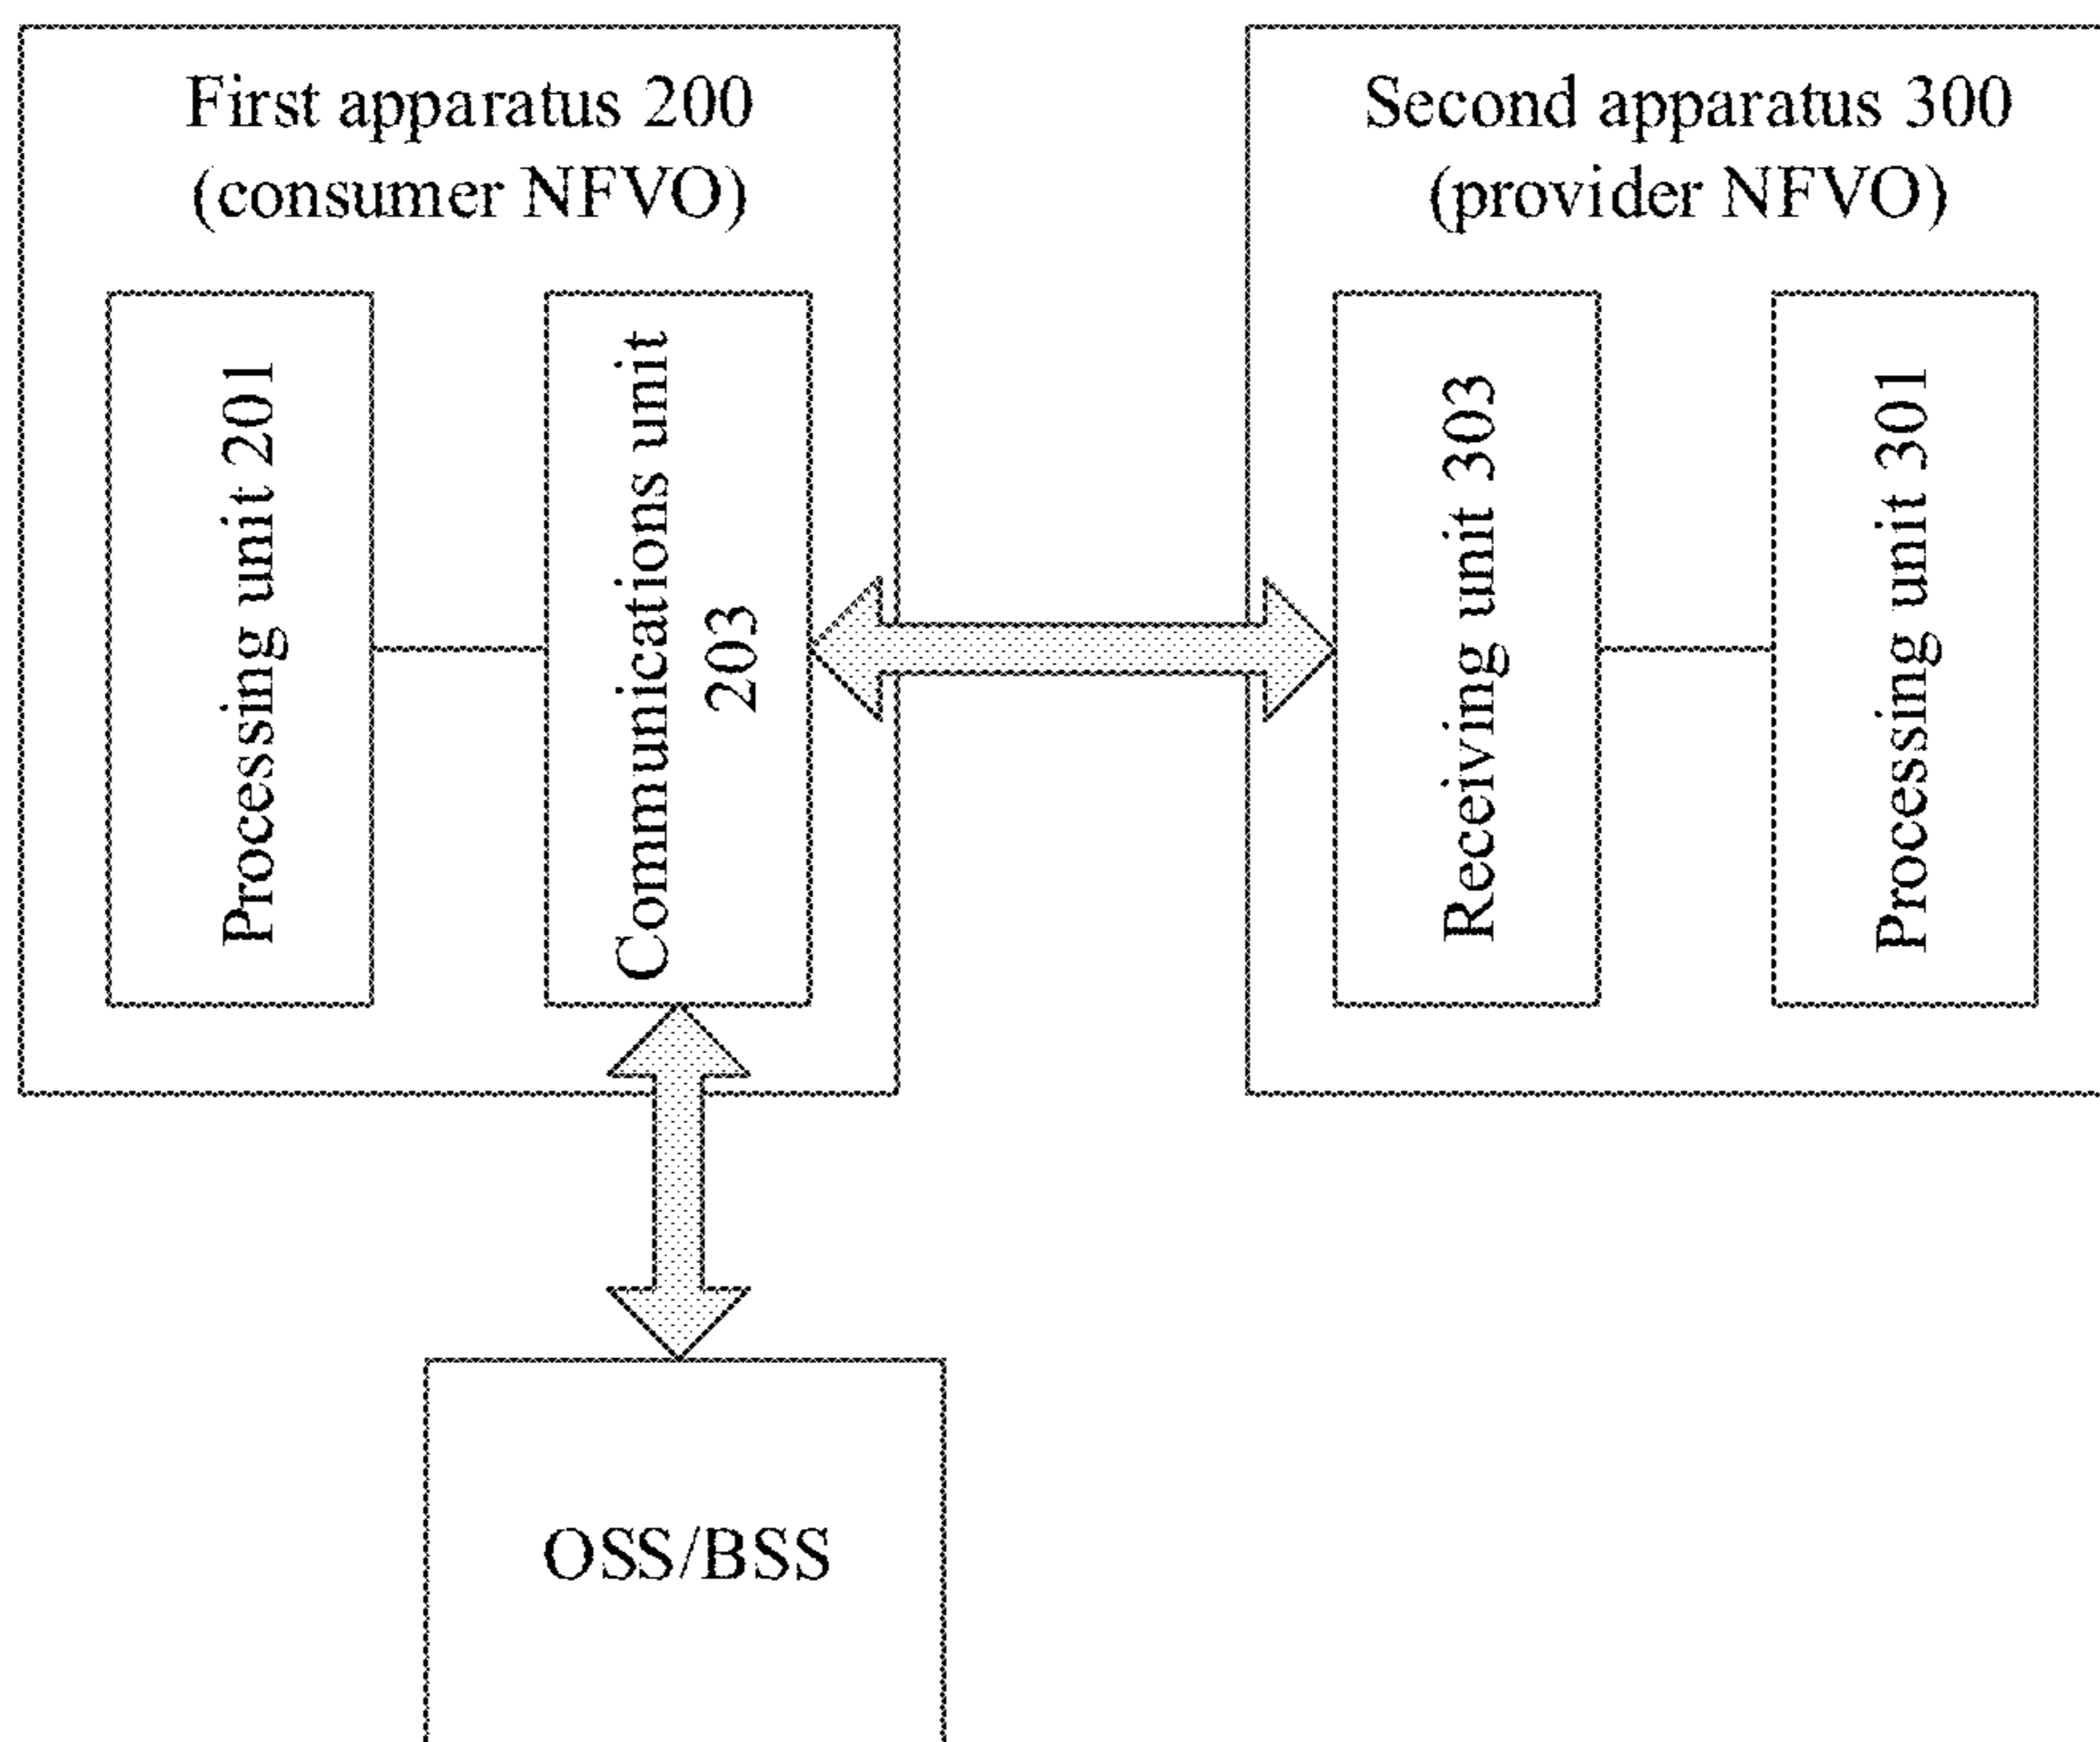 First apparatus 200
(consumer NFVO)
Processing unit 201
Communications unit
203
Second apparatus 300
(provider NFVO)
Receiving unit 303
Processing unit 301
OSS/BSS